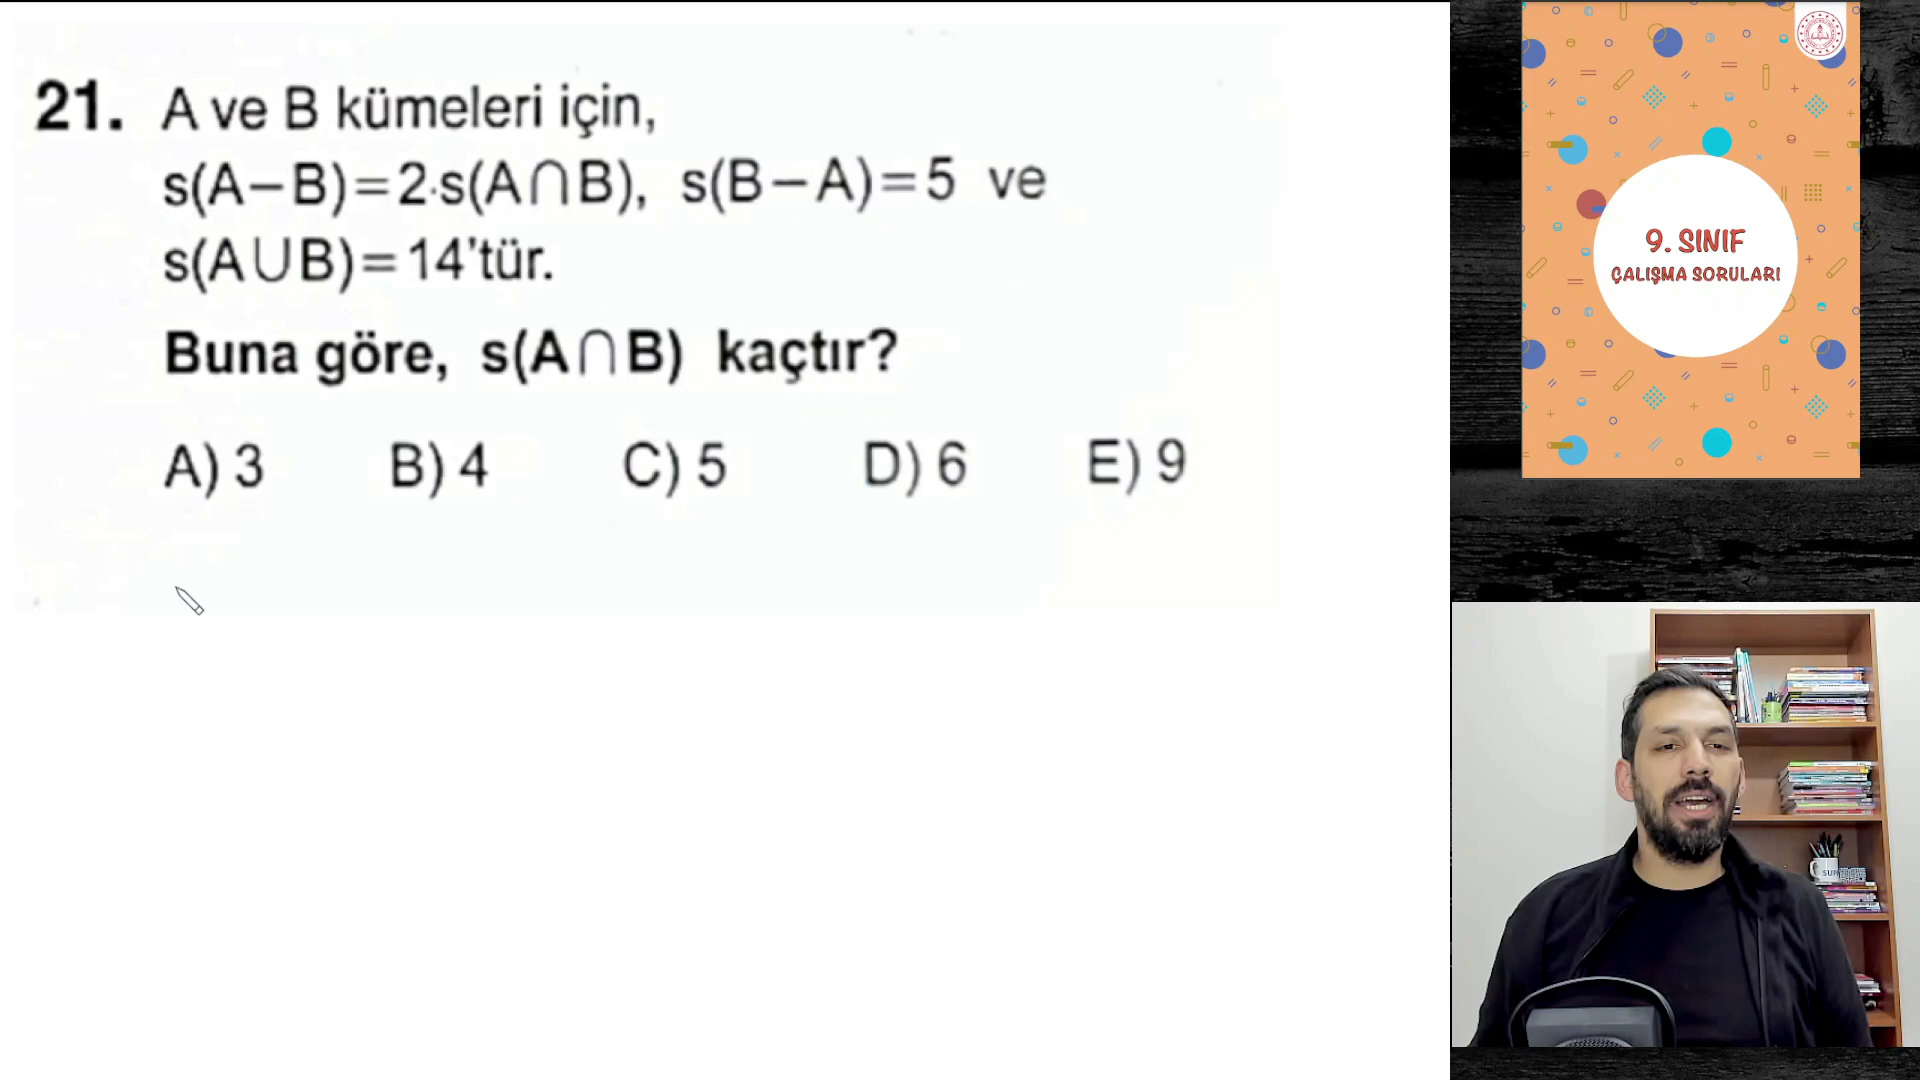 21. A ve B kümeleri için,
s(A−B)=2·s(A∩B), s(B−A)=5 ve
s(A∪B)=14'tür.
Buna göre, s(A∩B) kaçtır?
A) 3 B) 4 C) 5 D) 6 E) 9
9. SINIF
ÇALIŞMA SORULARI
SUP